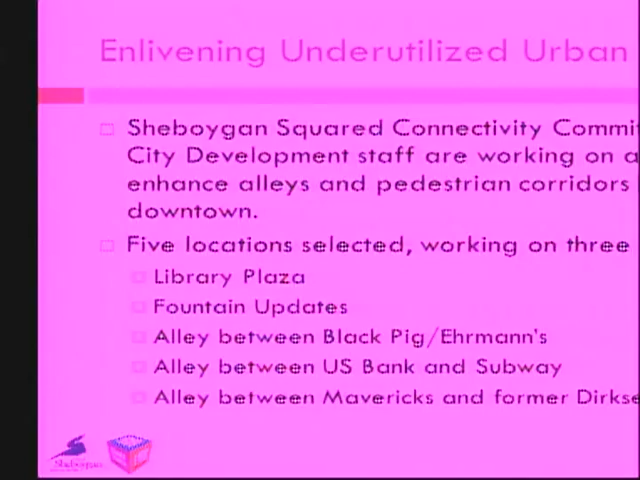 Enlivening Underutilized Urban
Sheboygan Squared Connectivity Commi
City Development staff are working on a
enhance alleys and pedestrian corridors
downtown.
Five locations selected, working on three
Library Plaza
Fountain Updates
Alley between Black Pig/Ehrmann's
Alley between US Bank and Subway
Alley between Mavericks and former Dirkse
Sheboygan